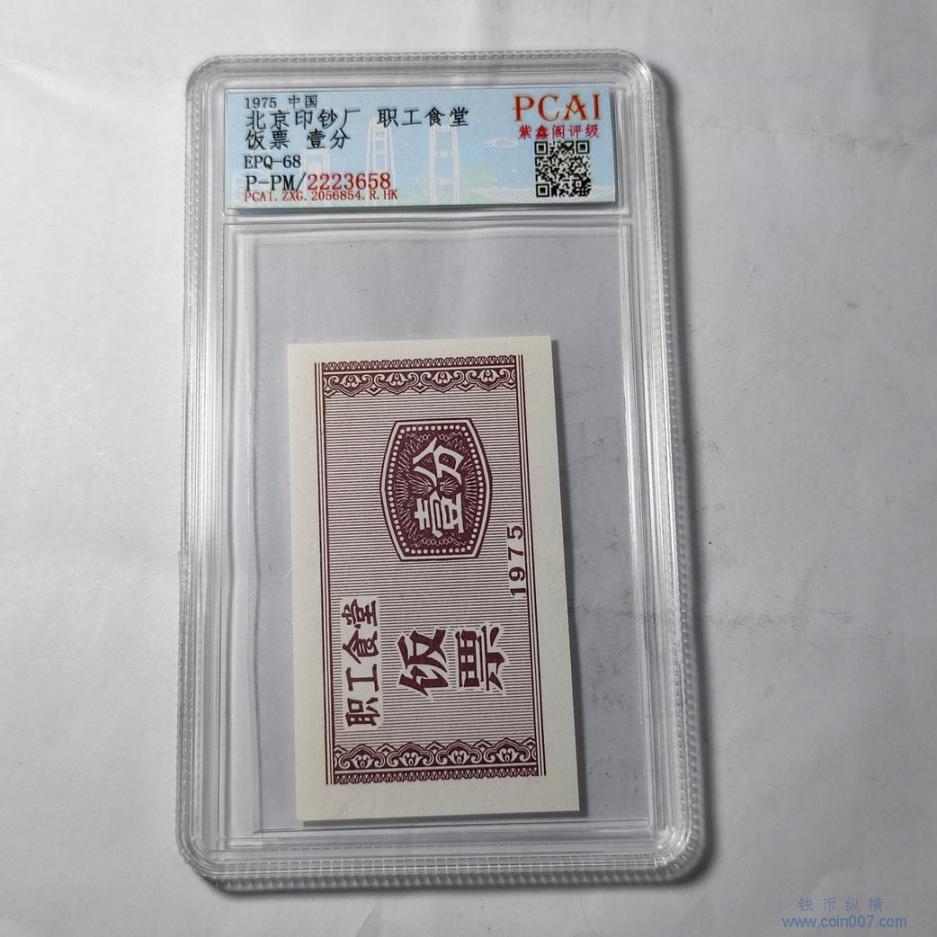 1975 中国
北京印钞厂 职工食堂
饭票 壹分
EPQ-68
P-PM/2223658
PCAI.ZXG.2056854.R.HK
PCAI
紫鑫阁评级
职工食堂
饭票
壹分
1975
钱币纵横
www.coin007.com